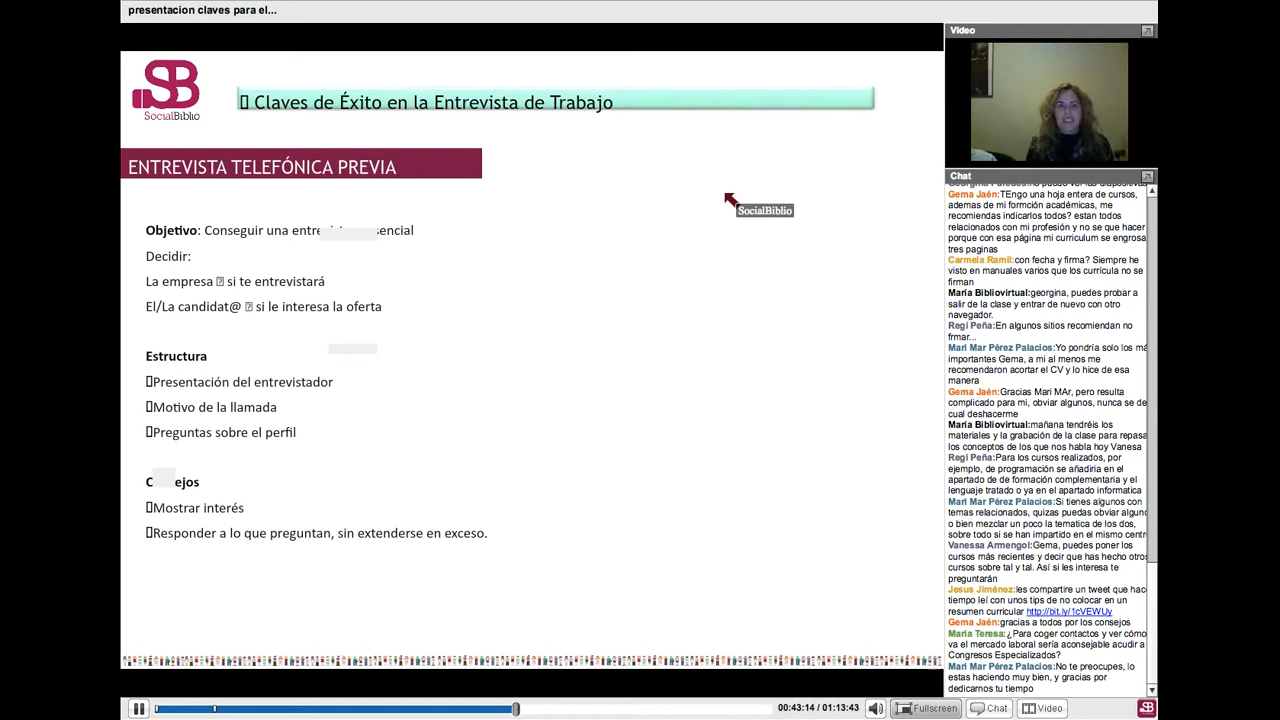 presentacion claves para el...
SB
SocialBiblio
Claves de Éxito en la Entrevista de Trabajo
ENTREVISTA TELEFÓNICA PREVIA
SocialBiblio
Objetivo: Conseguir una
Decidir:
La empresa si te entrevistará
El/La candidat@ si le interesa la oferta
Estructura
Presentación del entrevistador
Motivo de la llamada
Preguntas sobre el perfil
Mostrar interés
Responder a lo que preguntan, sin extenderse en exceso.
Video
Chat
Gema Jaén:TEngo una hoja entera de cursos,
ademas de mi formción académicas, me
recomiendas indicarlos todos? estan todos
relacionados con mi profesión y no se que hacer
porque con esa página mi curriculum se engrosa
tres paginas
Carmela Ramil:con fecha y firma? Siempre he
visto en manuales varios que los currícula no se
firman
María Bibliovirtual:georgina, puedes probar a
salir de la clase y entrar de nuevo con otro
navegador.
Regi Peña:En algunos sitios recomiendan no
frmar...
Mari Mar Pérez Palacios:Yo pondría solo los má
importantes Gema, a mi al menos me
recomendaron acortar el CV y lo hice de esa
manera
Gema Jaén:Gracias Mari MAr, pero resulta
complicado para mi, obviar algunos, nunca se de
cual deshacerme
María Bibliovirtual:mañana tendréis los
materiales y la grabación de la clase para repasa
los conceptos de los que nos habla hoy Vanesa
Regi Peña:Para los cursos realizados, por
ejemplo, de programación se añadiria en el
apartado de de formación complementaria y el
lenguaje tratado o ya en el apartado informatica
Mari Mar Pérez Palacios:Si tienes algunos con
temas relacionados, quizas puedas obviar alguno
o bien mezclar un poco la tematica de los dos,
sobre todo si se han impartido en el mismo centr
Vanessa Armengol:Gema, puedes poner los
cursos más recientes y decir que has hecho otro
cursos sobre tal y tal. Así si les interesa te
preguntarán
Jesus Jiménez:les compartire un tweet que hac
tiempo leí con unos tips de no colocar en un
resumen curricular http://bit.ly/1cVEWUy
Gema Jaén:gracias a todos por los consejos
Maria Teresa:¿Para coger contactos y ver cómo
va el mercado laboral sería aconsejable acudir a
Congresos Especializados?
Mari Mar Pérez Palacios:No te preocupes, lo
estas haciendo muy bien, y gracias por
dedicarnos tu tiempo
00:43:14 / 01:13:43
Fullscreen
Chat
Video
SB